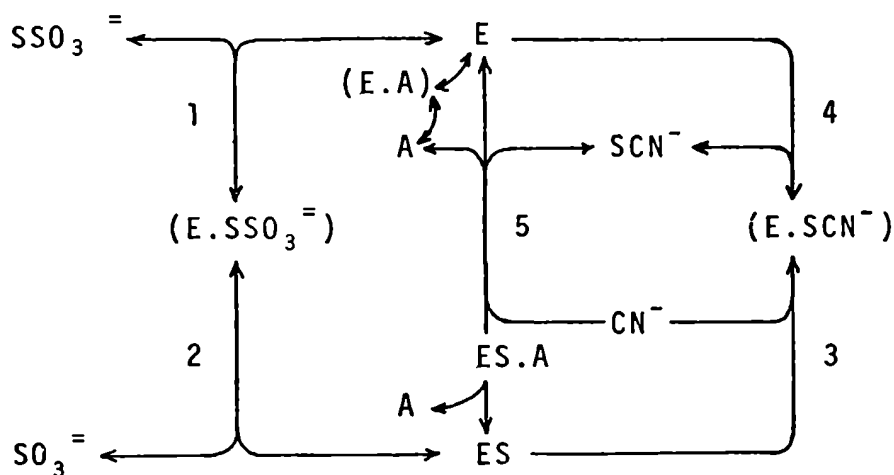 SSO₃⁼ E
(E.A)
1 4
A SCN⁻
(E.SSO₃⁼) 5 (E.SCN⁻)
CN⁻
2 ES.A 3
A
SO₃⁼ ES